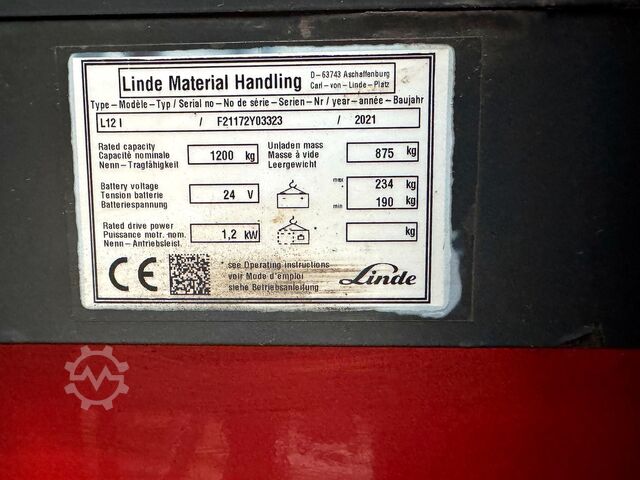 Linde Material Handling
D-63743 Aschaffenburg
Carl-von-Linde-Platz
Type-Modèle-Typ / Serial no-No de série-Serien-Nr / year-année-Baujahr
L12 I / F21172Y03323 / 2021
Rated capacity
Capacité nominale
Nenn-Tragfähigkeit
1200 kg
Unladen mass
Masse à vide
Leergewicht
875 kg
Battery voltage
Tension batterie
Batteriespannung
24 V
max 234 kg
min 190 kg
Rated drive power
Puissance motr. nom.
Nenn-Antriebsleist.
1,2 kW
kg
CE
see Operating instructions
voir Mode d'emploi
siehe Betriebsanleitung
Linde